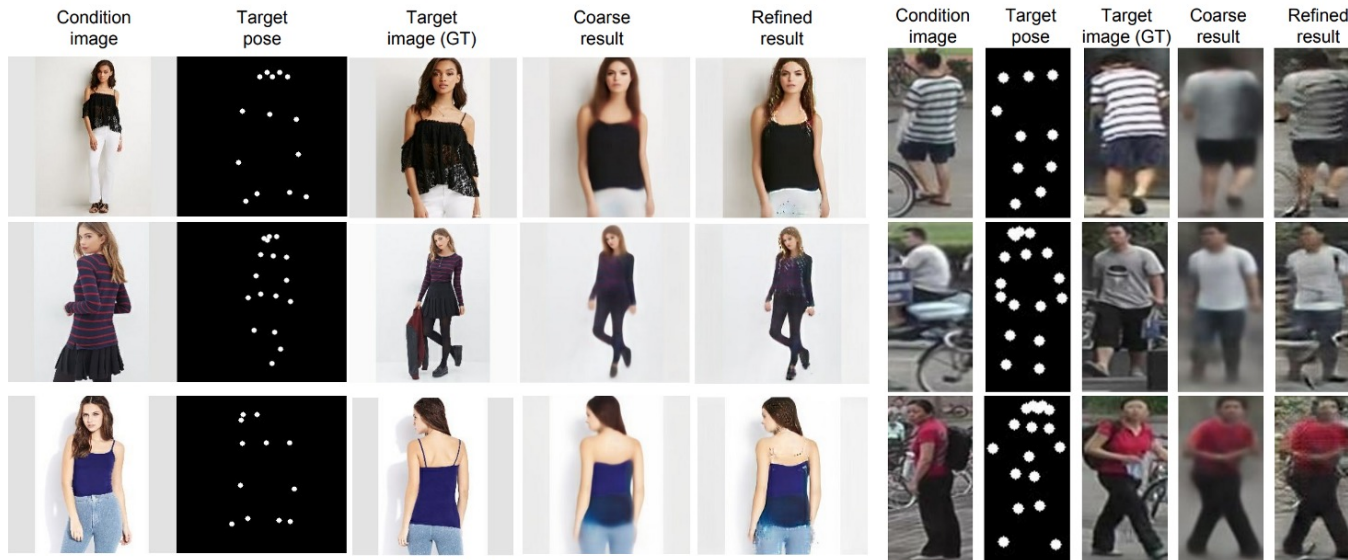 Condition
image
Target
pose
Target
image (GT)
Coarse
result
Refined
result
Condition
image
Target
pose
Target
image (GT)
Coarse
result
Refined
result